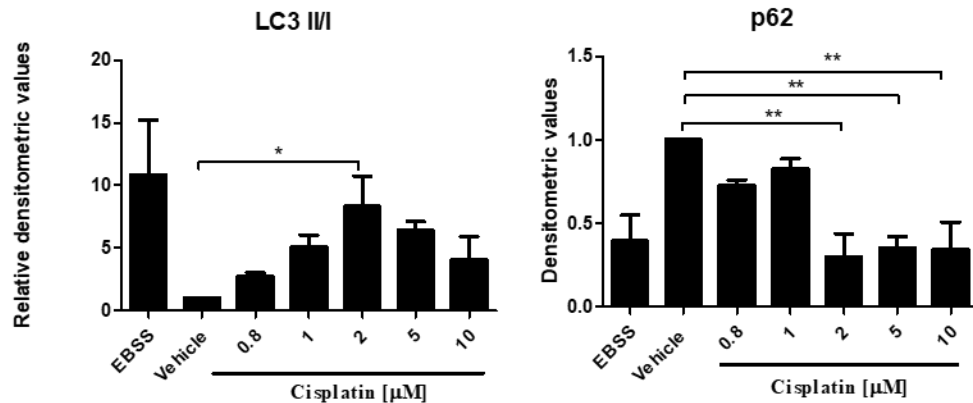 LC3 II/I
Relative densitometric values
20
15
10
5
0
*
EBSS
Vehicle
0.8
1
2
5
10
Cisplatin [µM]
p62
Densitometric values
1.5
1.0
0.5
0.0
**
**
**
EBSS
Vehicle
0.8
1
2
5
10
Cisplatin [µM]